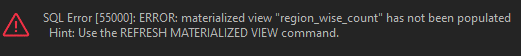 SQL Error [55000]: ERROR: materialized view "region_wise_count" has not been populated
Hint: Use the REFRESH MATERIALIZED VIEW command.